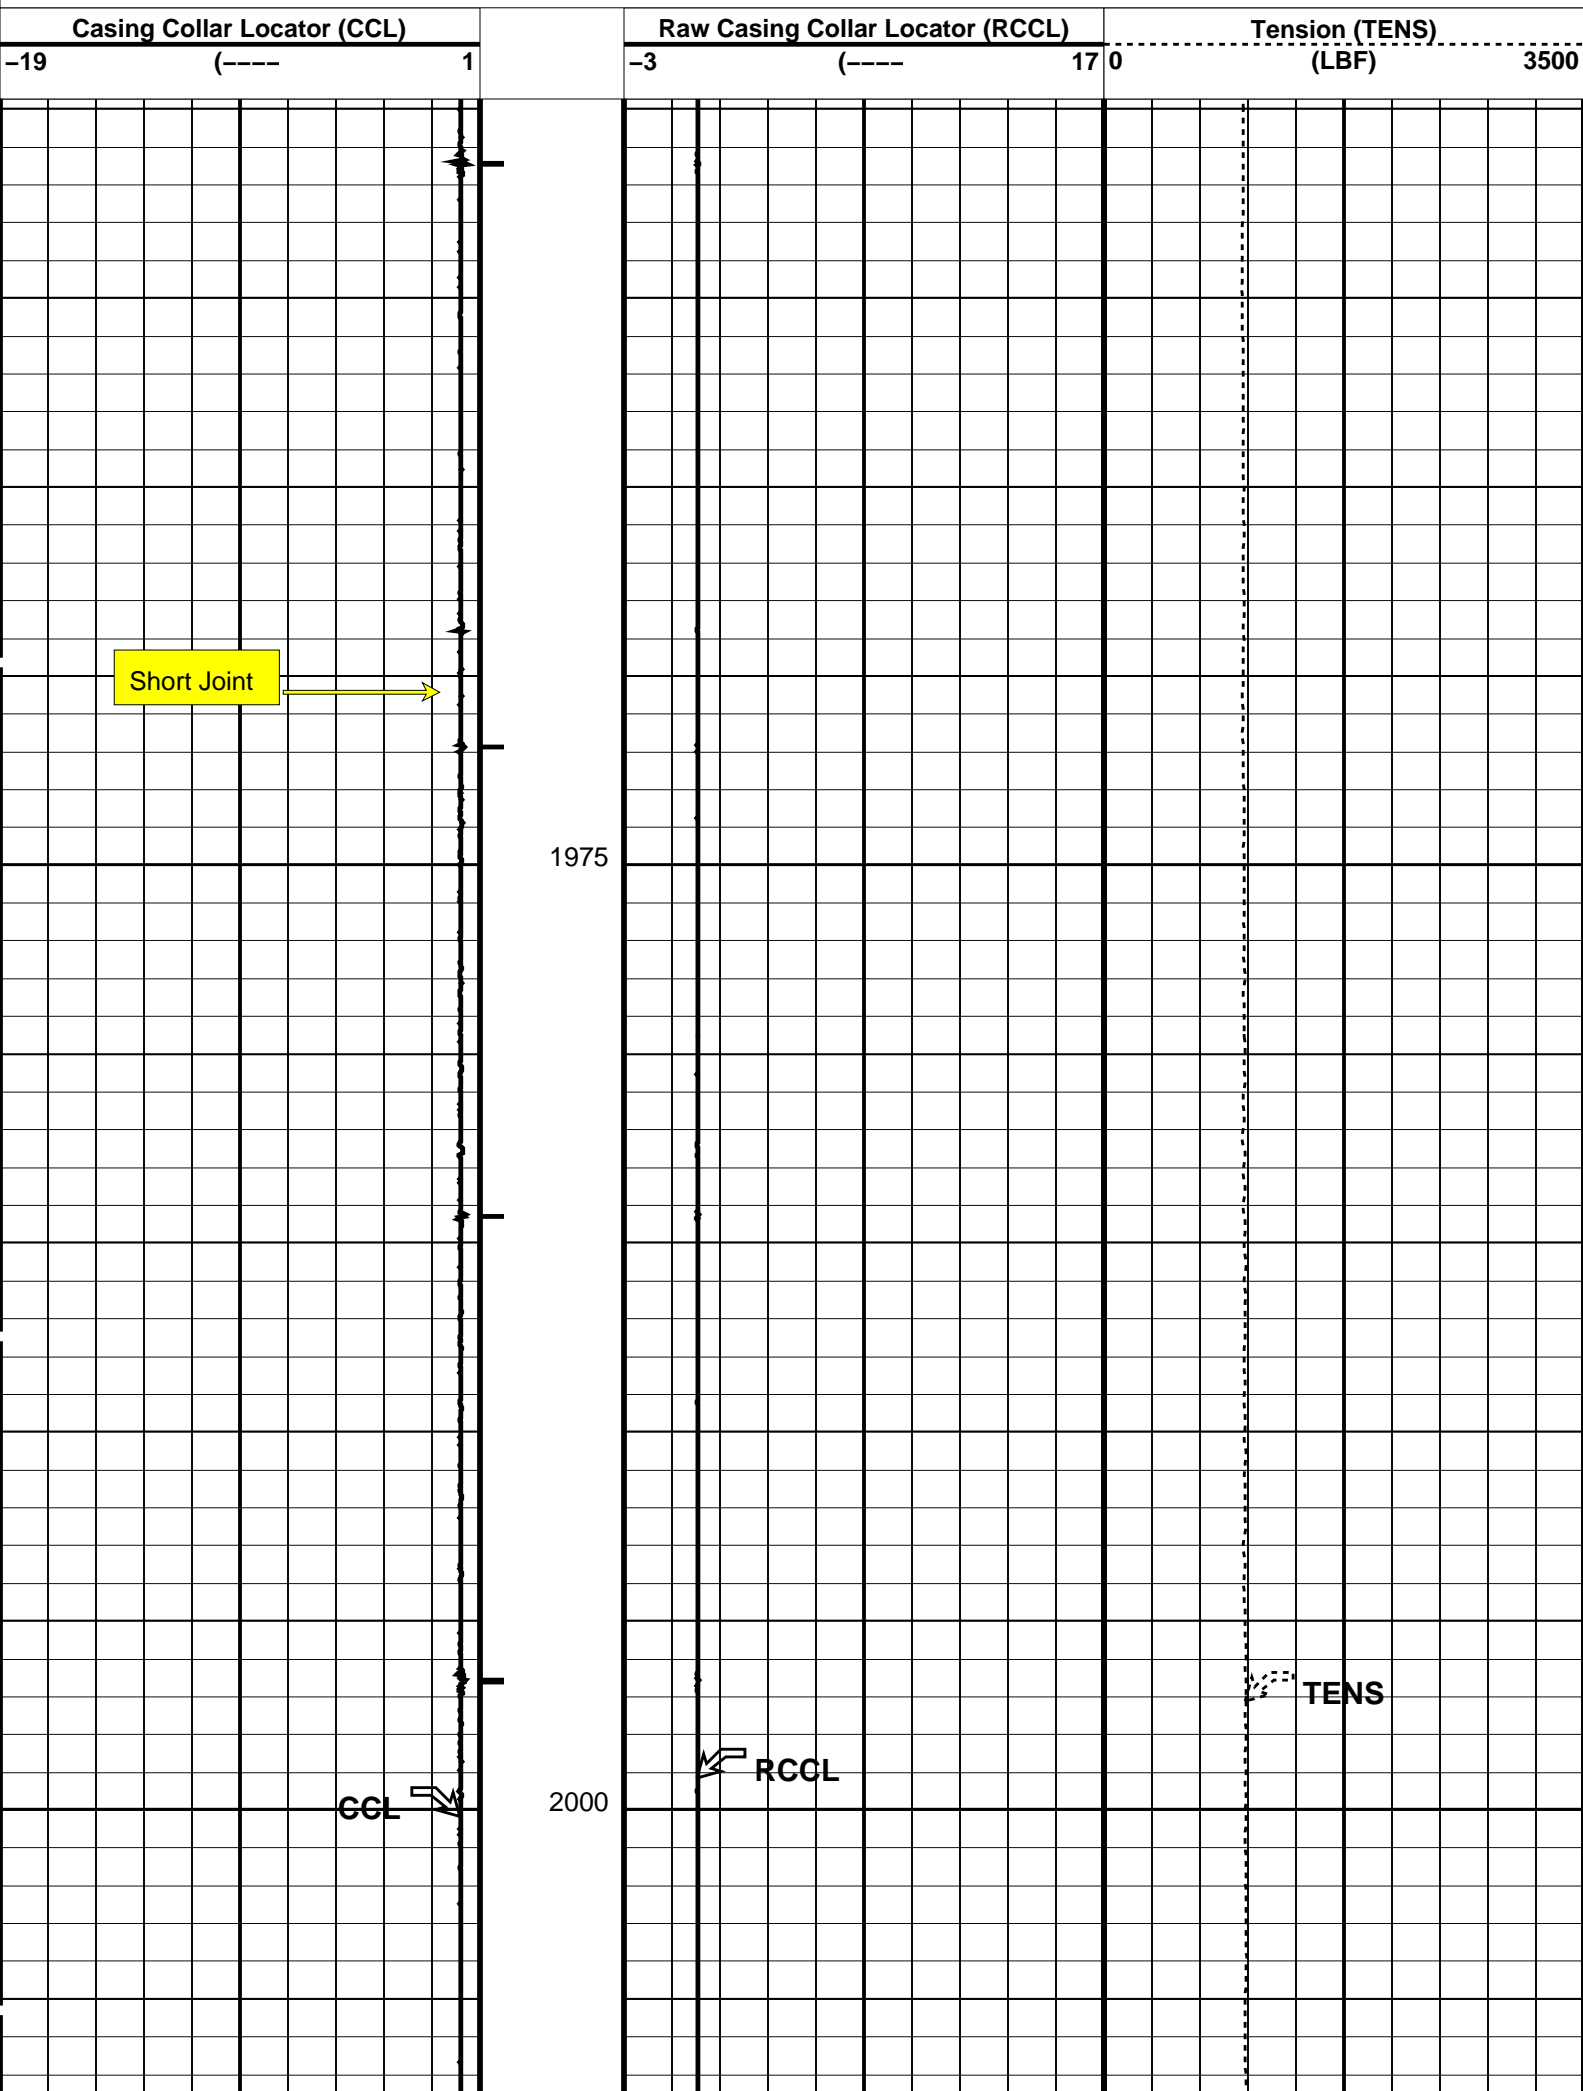 Casing Collar Locator (CCL)
−19 (−−−− 1
Raw Casing Collar Locator (RCCL)
−3 (−−−− 17
Tension (TENS)
0 (LBF) 3500
Short Joint
1975
TENS
RCCL
CCL
2000